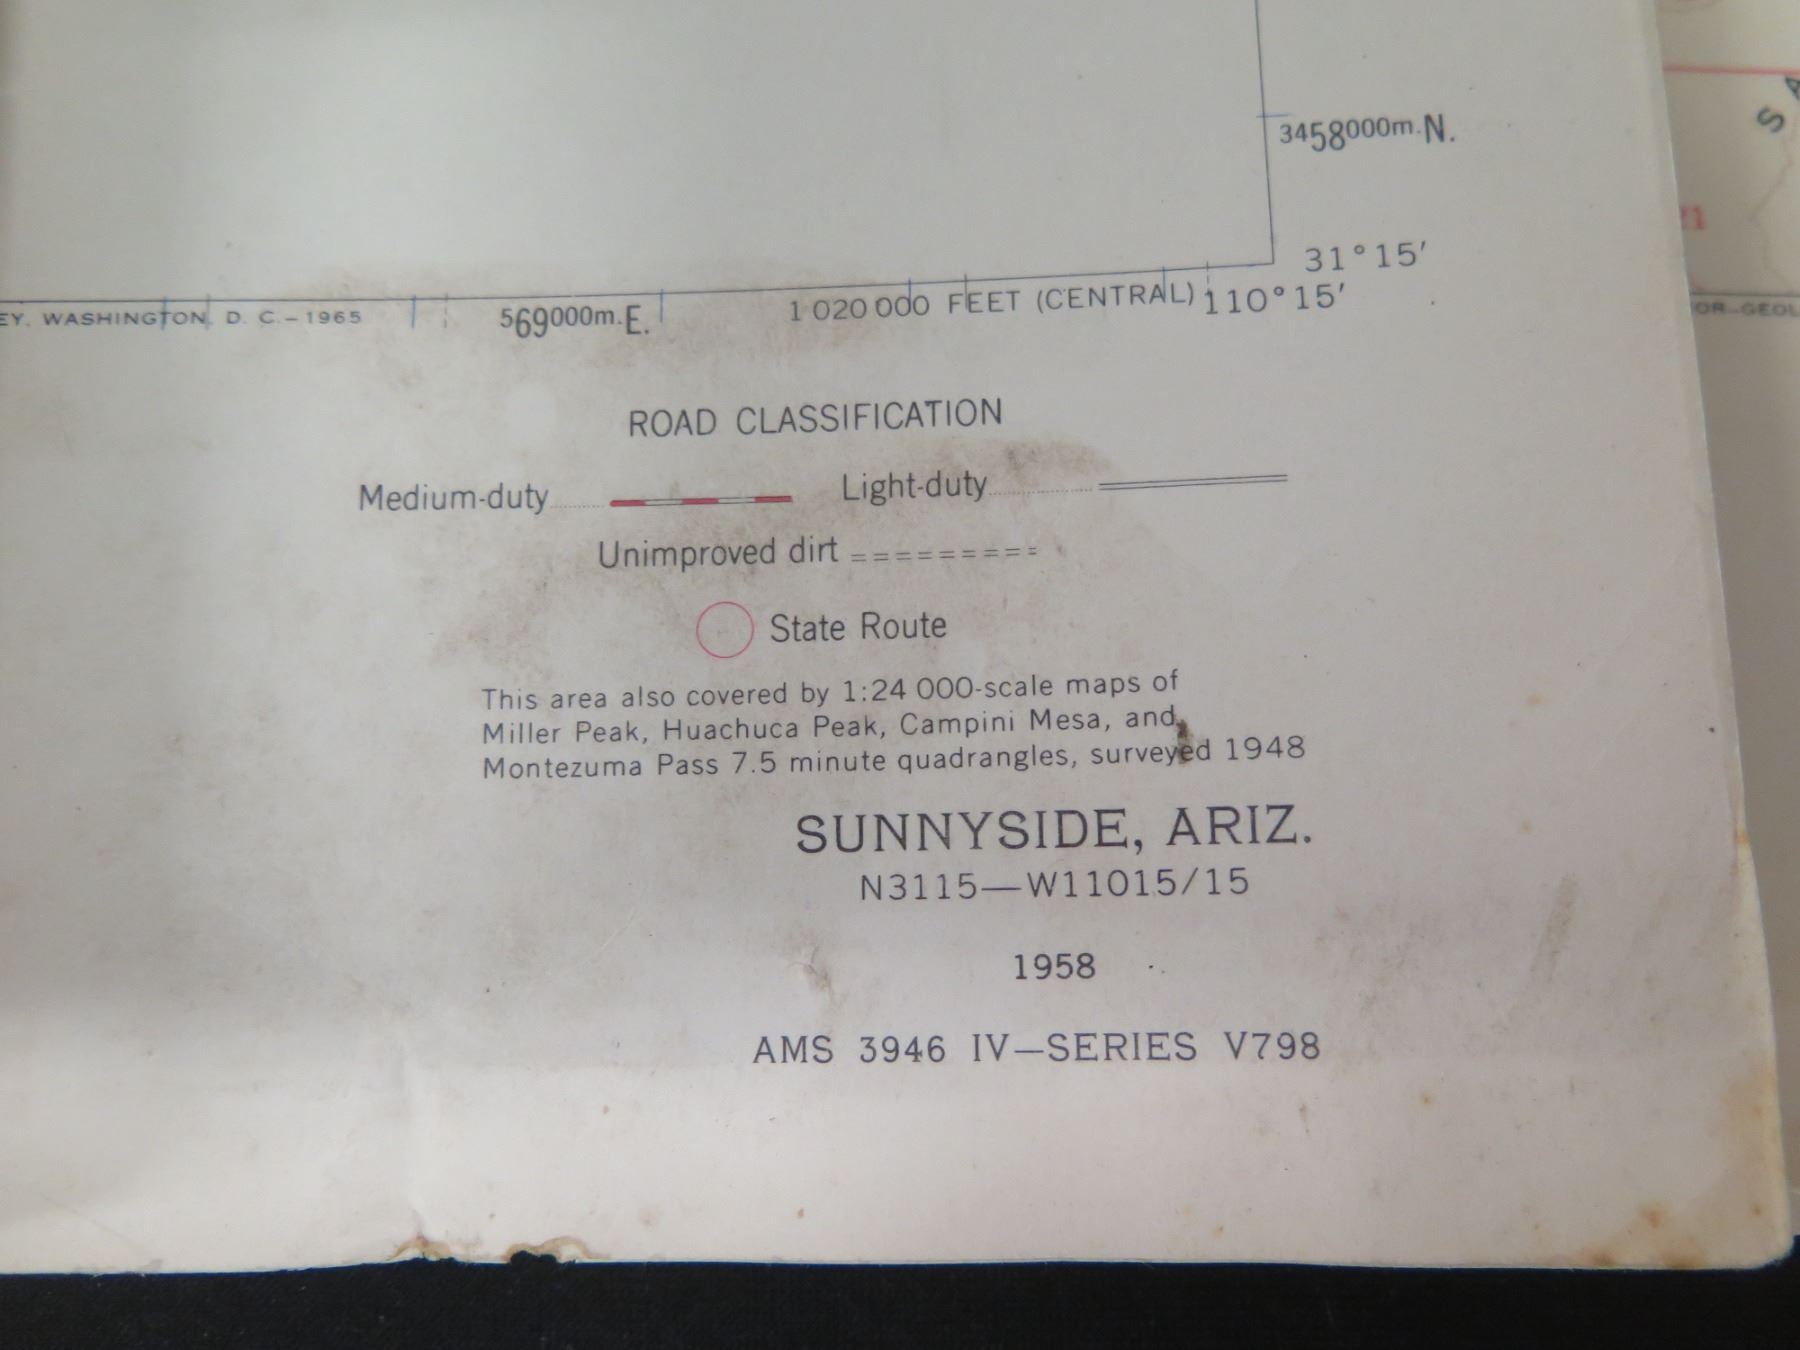 3458000m.N.
31°15′
EY, WASHINGTON, D. C. – 1965
569000m.E.
1 020 000 FEET (CENTRAL)
110°15′
ROAD CLASSIFICATION
Medium-duty
Light-duty
Unimproved dirt
State Route
This area also covered by 1:24 000-scale maps of
Miller Peak, Huachuca Peak, Campini Mesa, and
Montezuma Pass 7.5 minute quadrangles, surveyed 1948
SUNNYSIDE, ARIZ.
N3115—W11015/15
1958
AMS 3946 IV—SERIES V798
S A
21
OR—GEOL